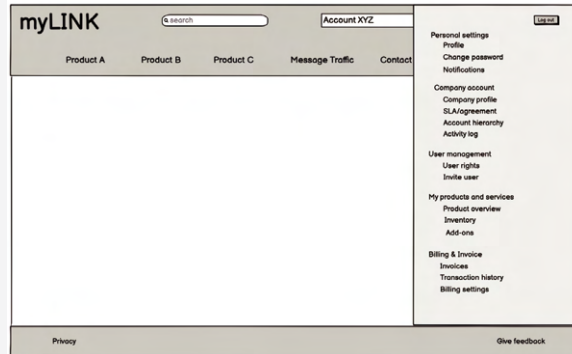 myLINK
search
Account XYZ
Log out
Product A
Product B
Product C
Message Traffic
Contact
Personal settings
Profile
Change password
Notifications
Company account
Company profile
SLA/agreement
Account hierarchy
Activity log
User management
User rights
Invite user
My products and services
Product overview
Inventory
Add-ons
Billing & Invoice
Invoices
Transaction history
Billing settings
Privacy
Give feedback